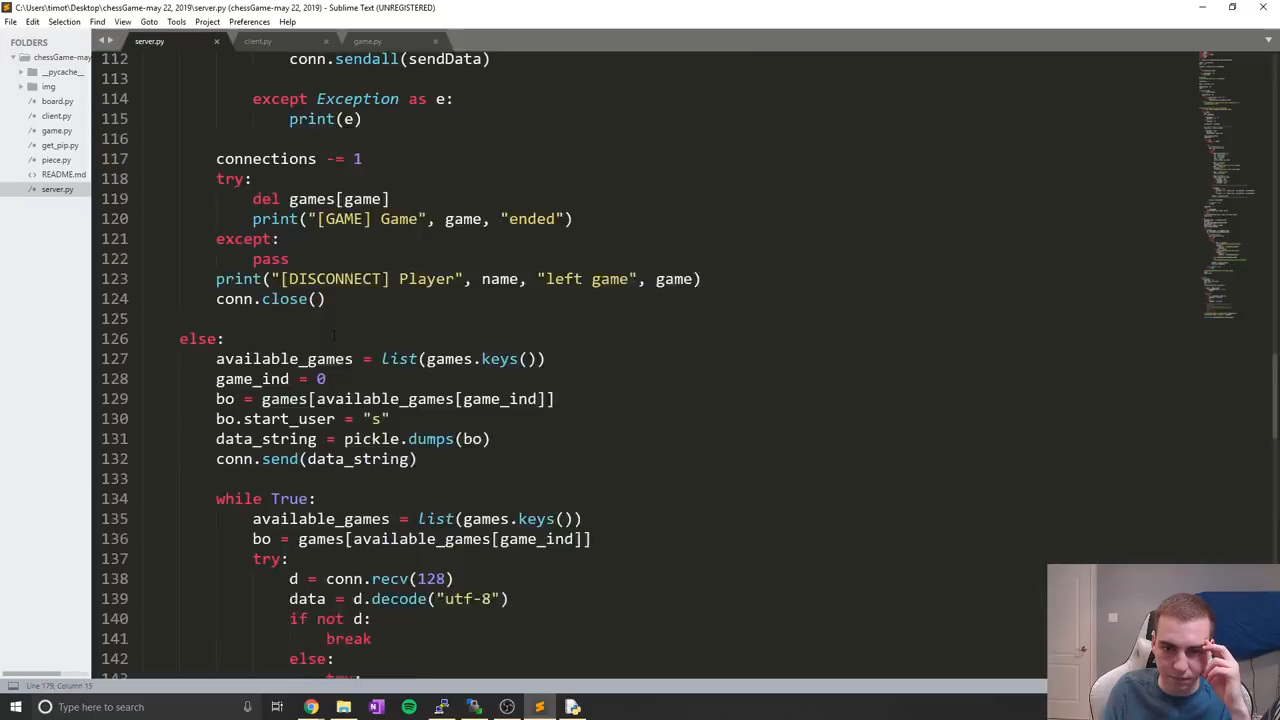 C:\Users\timot\Desktop\chessGame-may 22, 2019\server.py (chessGame-may 22, 2019) - Sublime Text (UNREGISTERED)
File Edit Selection Find View Goto Tools Project Preferences Help
FOLDERS
chessGame-may
__pycache__
img
board.py
client.py
game.py
get_pip.py
piece.py
README.md
server.py
server.py client.py game.py
112 conn.sendall(sendData)
113
114 except Exception as e:
115 print(e)
116
117 connections -= 1
118 try:
119 del games[game]
120 print("[GAME] Game", game, "ended")
121 except:
122 pass
123 print("[DISCONNECT] Player", name, "left game", game)
124 conn.close()
125
126 else:
127 available_games = list(games.keys())
128 game_ind = 0
129 bo = games[available_games[game_ind]]
130 bo.start_user = "s"
131 data_string = pickle.dumps(bo)
132 conn.send(data_string)
133
134 while True:
135 available_games = list(games.keys())
136 bo = games[available_games[game_ind]]
137 try:
138 d = conn.recv(128)
139 data = d.decode("utf-8")
140 if not d:
141 break
142 else:
Line 179, Column 15
Type here to search